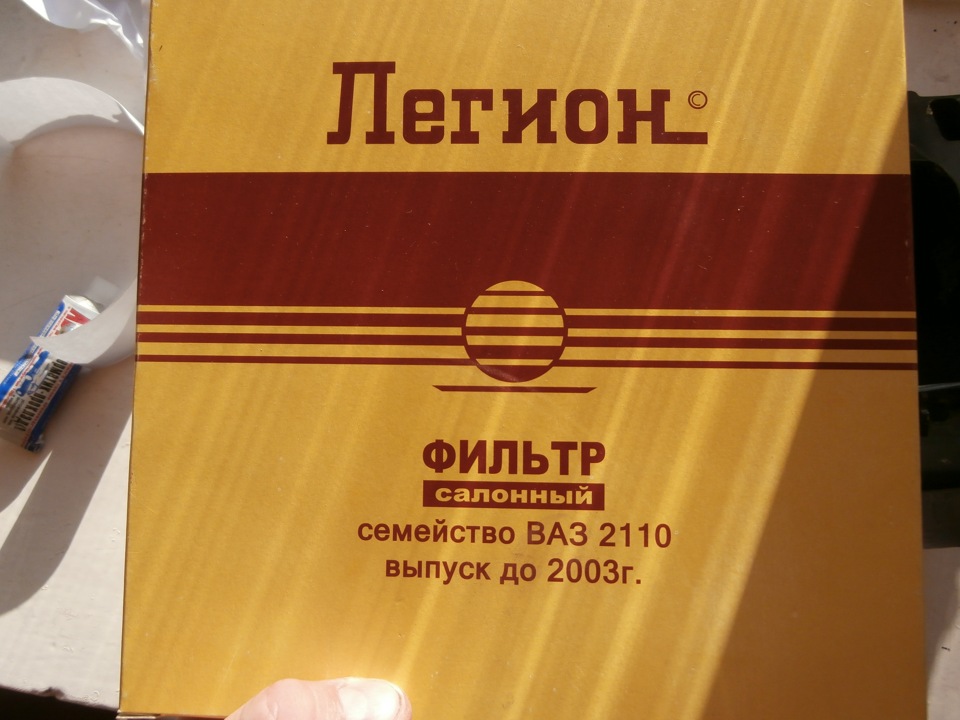 Легион ©
ФИЛЬТР
салонный
семейство ВАЗ 2110
выпуск до 2003г.